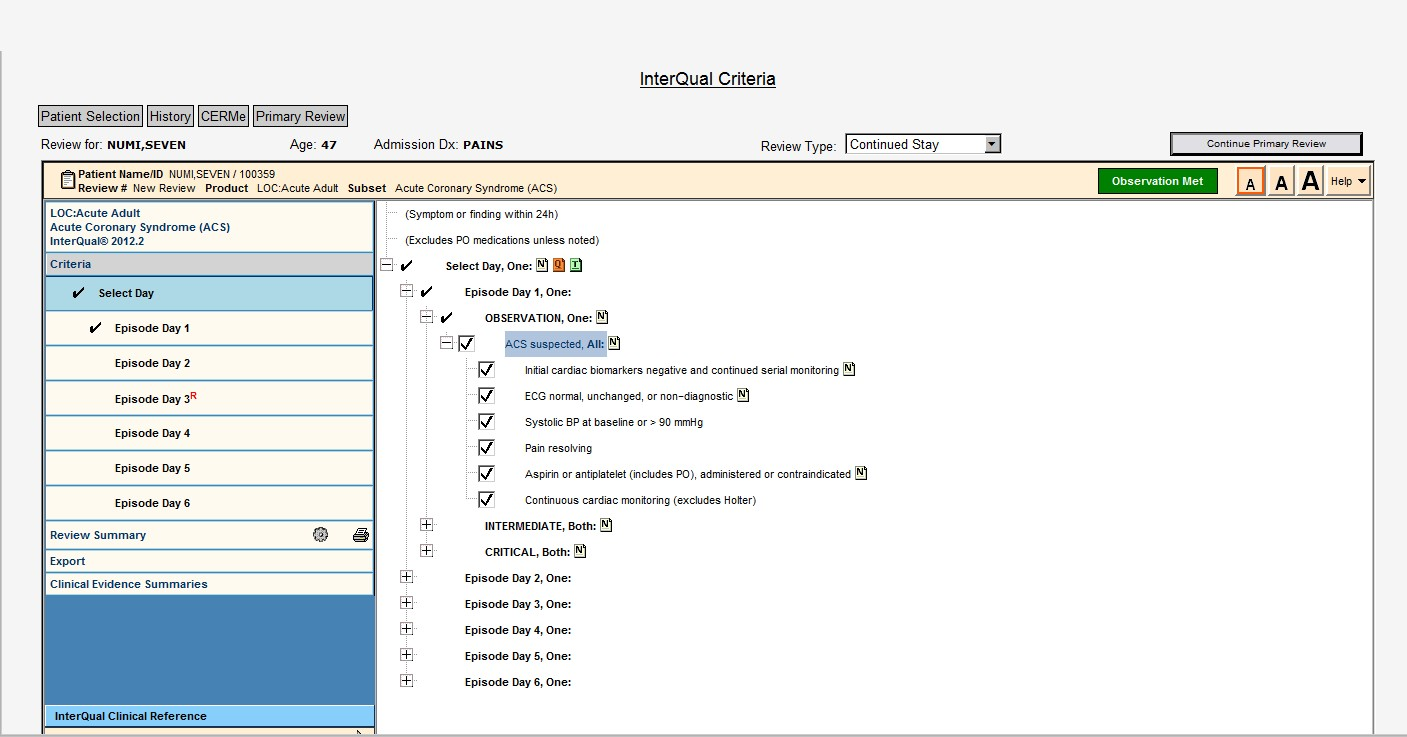 InterQual Criteria
Patient Selection History CERMe Primary Review
Review for: NUMI,SEVEN Age: 47 Admission Dx: PAINS Review Type: Continued Stay Continue Primary Review
Patient Name/ID NUMI,SEVEN / 100359
Review # New Review Product LOC:Acute Adult Subset Acute Coronary Syndrome (ACS)
Observation Met A A A Help
LOC:Acute Adult
Acute Coronary Syndrome (ACS)
InterQual® 2012.2
Criteria
Select Day
Episode Day 1
Episode Day 2
Episode Day 3R
Episode Day 4
Episode Day 5
Episode Day 6
Review Summary
Export
Clinical Evidence Summaries
InterQual Clinical Reference
(Symptom or finding within 24h)
(Excludes PO medications unless noted)
Select Day, One: N Q T
Episode Day 1, One:
OBSERVATION, One: N
ACS suspected, All: N
Initial cardiac biomarkers negative and continued serial monitoring N
ECG normal, unchanged, or non-diagnostic N
Systolic BP at baseline or > 90 mmHg
Pain resolving
Aspirin or antiplatelet (includes PO), administered or contraindicated N
Continuous cardiac monitoring (excludes Holter)
INTERMEDIATE, Both: N
CRITICAL, Both: N
Episode Day 2, One:
Episode Day 3, One:
Episode Day 4, One:
Episode Day 5, One:
Episode Day 6, One: